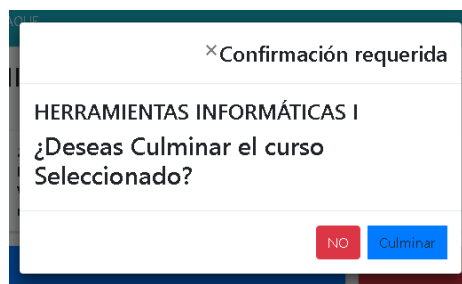 ×Confirmación requerida
HERRAMIENTAS INFORMÁTICAS I
¿Deseas Culminar el curso
Seleccionado?
NO Culminar